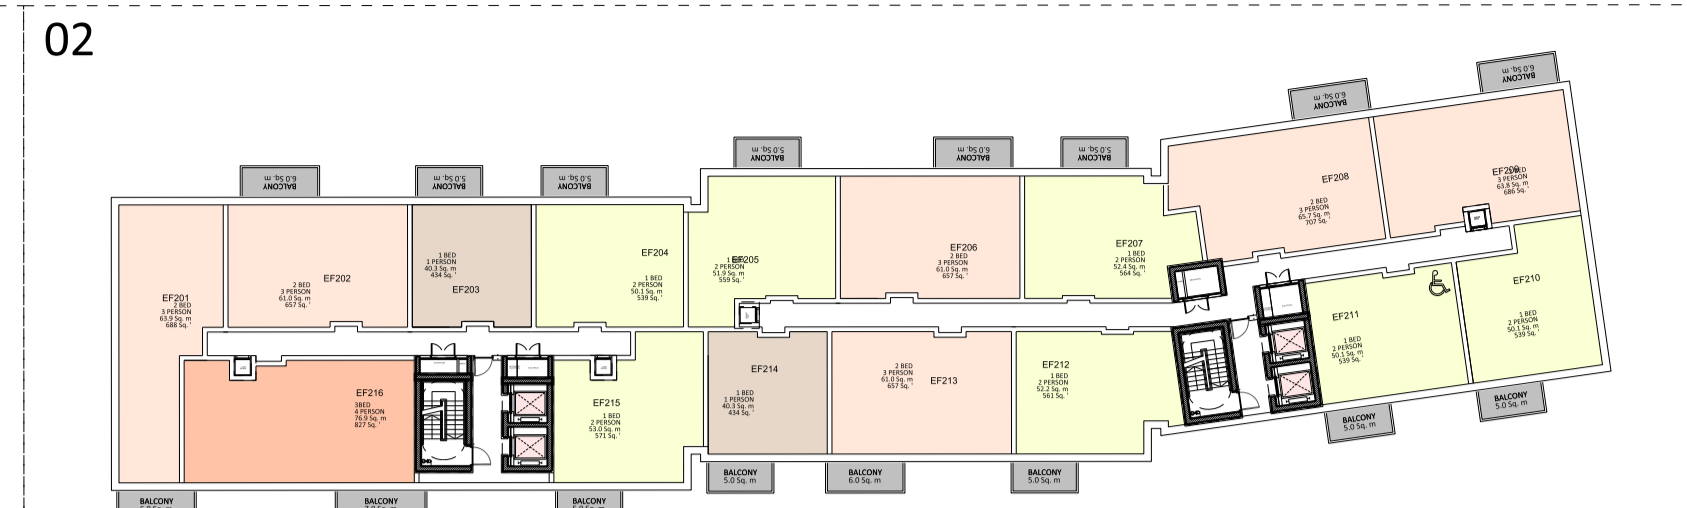 02
BALCONY
6.0 Sq. m
BALCONY
5.0 Sq. m
BALCONY
5.0 Sq. m
BALCONY
5.0 Sq. m
BALCONY
6.0 Sq. m
BALCONY
5.0 Sq. m
BALCONY
6.0 Sq. m
BALCONY
6.0 Sq. m
EF201
2 BED
3 PERSON
63.9 Sq. m
688 Sq. '
EF202
2 BED
3 PERSON
61.0 Sq. m
657 Sq. '
1 BED
1 PERSON
40.3 Sq. m
434 Sq. '
EF203
EF204
1 BED
2 PERSON
50.1 Sq. m
539 Sq. '
EF205
1 BED
2 PERSON
51.9 Sq. m
559 Sq. '
EF206
2 BED
3 PERSON
61.0 Sq. m
657 Sq. '
EF207
1 BED
2 PERSON
52.4 Sq. m
564 Sq. '
EF208
2 BED
3 PERSON
65.7 Sq. m
707 Sq. '
EF209
2 BED
3 PERSON
63.8 Sq. m
686 Sq. '
EF210
1 BED
2 PERSON
50.1 Sq. m
539 Sq. '
EF211
1 BED
2 PERSON
50.1 Sq. m
539 Sq. '
EF212
1 BED
2 PERSON
52.2 Sq. m
561 Sq. '
2 BED
3 PERSON
61.0 Sq. m
657 Sq. '
EF213
EF214
1 BED
1 PERSON
40.3 Sq. m
434 Sq. '
EF215
1 BED
2 PERSON
53.0 Sq. m
571 Sq. '
EF216
3BED
4 PERSON
76.9 Sq. m
827 Sq. '
BALCONY
BALCONY
BALCONY
BALCONY
5.0 Sq. m
BALCONY
6.0 Sq. m
BALCONY
5.0 Sq. m
BALCONY
5.0 Sq. m
BALCONY
5.0 Sq. m